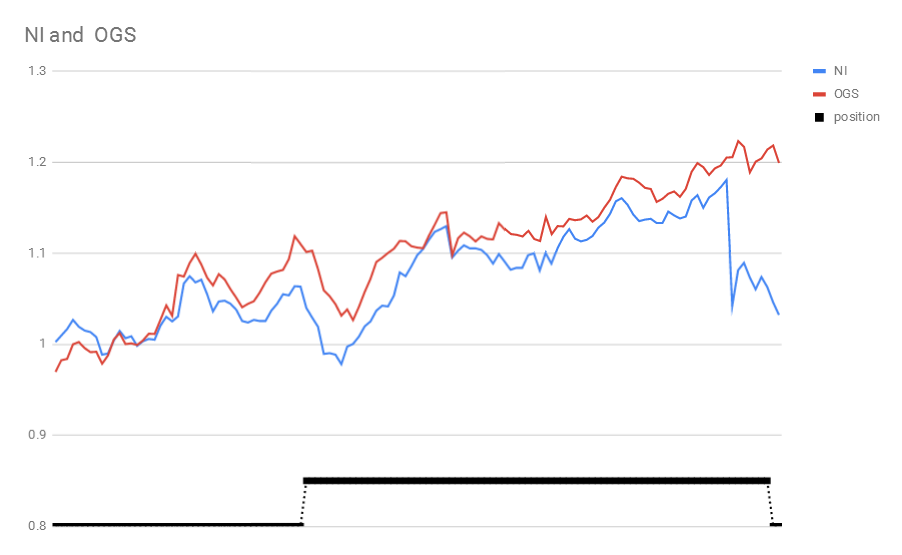 NI and OGS
1.3
1.2
1.1
1
0.9
0.8
NI
OGS
position